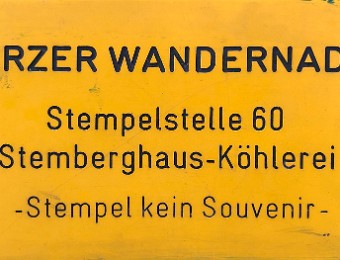 RZER WANDERNAD
Stempelstelle 60
Stemberghaus-Köhlerei
-Stempel kein Souvenir-